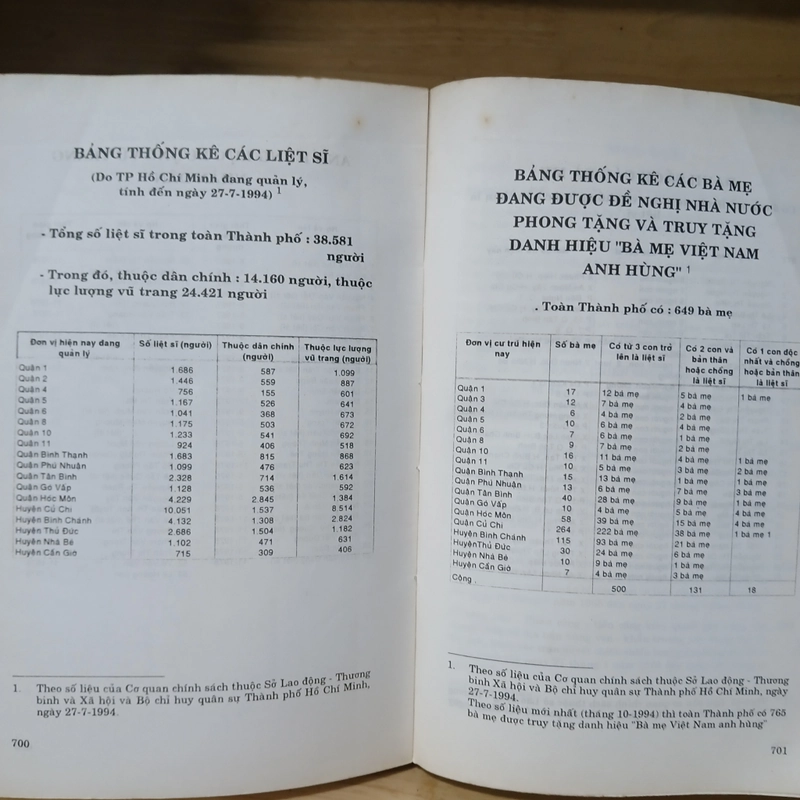 BẢNG THỐNG KÊ CÁC LIỆT SĨ
(Do TP Hồ Chí Minh đang quản lý,
tính đến ngày 27-7-1994) 1
- Tổng số liệt sĩ trong toàn Thành phố : 38.581
người
- Trong đó, thuộc dân chính : 14.160 người, thuộc
lực lượng vũ trang 24.421 người
Đơn vị hiện nay đang quản lý | Số liệt sĩ (người) | Thuộc dân chính (người) | Thuộc lực lượng vũ trang (người)
Quận 1 1.686 587 1.099
Quận 2 1.446 559 887
Quận 4 756 155 601
Quận 5 1.167 526 641
Quận 6 1.041 368 673
Quận 8 1.175 503 672
Quận 10 1.233 541 692
Quận 11 924 406 518
Quận Bình Thạnh 1.683 815 868
Quận Phú Nhuận 1.099 476 623
Quận Tân Bình 2.328 714 1.614
Quận Gò Vấp 1.128 536 592
Quận Hóc Môn 4.229 2.845 1.384
Huyện Củ Chi 10.051 1.537 8.514
Huyện Bình Chánh 4.132 1.308 2.824
Huyện Thủ Đức 2.686 1.504 1.182
Huyện Nhà Bè 1.102 471 631
Huyện Cần Giờ 715 309 406
1. Theo số liệu của Cơ quan chính sách thuộc Sở Lao động - Thương
binh và Xã hội và Bộ chỉ huy quân sự Thành phố Hồ Chí Minh,
ngày 27-7-1994.
700
BẢNG THỐNG KÊ CÁC BÀ MẸ
ĐANG ĐƯỢC ĐỀ NGHỊ NHÀ NƯỚC
PHONG TẶNG VÀ TRUY TẶNG
DANH HIỆU "BÀ MẸ VIỆT NAM
ANH HÙNG" 1
. Toàn Thành phố có : 649 bà mẹ
Đơn vị cư trú hiện nay | Số bà mẹ | Có từ 3 con trở lên là liệt sĩ | Có 2 con và bản thân hoặc chồng là liệt sĩ | Có 1 con độc nhất và chồng hoặc bản thân là liệt sĩ
Quận 1 17 12 bà mẹ 5 bà mẹ 1 bà mẹ
Quận 3 12 7 bà mẹ 4 bà mẹ
Quận 4 6 4 bà mẹ 2 bà mẹ
Quận 5 10 6 bà mẹ 4 bà mẹ
Quận 6 7 6 bà mẹ 1 bà mẹ
Quận 8 9 7 bà mẹ 2 bà mẹ
Quận 10 16 11 bà mẹ 4 bà mẹ 1 bà mẹ
Quận 11 10 5 bà mẹ 3 bà mẹ 2 bà mẹ
Quận Bình Thạnh 15 13 bà mẹ 1 bà mẹ 1 bà mẹ
Quận Phú Nhuận 13 6 bà mẹ 7 bà mẹ 3 bà mẹ
Quận Tân Bình 40 28 bà mẹ 9 bà mẹ 1 bà mẹ
Quận Gò Vấp 10 4 bà mẹ 5 bà mẹ 4 bà mẹ
Quận Hóc Môn 58 39 bà mẹ 15 bà mẹ 4 bà mẹ
Quận Củ Chi 264 222 bà mẹ 38 bà mẹ 1 bà mẹ 1
Huyện Bình Chánh 115 93 bà mẹ 21 bà mẹ
HuyệnThủ Đức 30 24 bà mẹ 6 bà mẹ
Huyện Nhà Bè 10 9 bà mẹ 1 bà mẹ
Huyện Cần Giờ 7 4 bà mẹ 3 bà mẹ
Cộng . 500 131 18
1. Theo số liệu của Cơ quan chính sách thuộc Sở Lao động - Thương
binh Xã hội và Bộ chỉ huy quân sự Thành phố Hồ Chí Minh, ngày
27-7-1994.
Theo số liệu mới nhất (tháng 10-1994) thì toàn Thành phố có 765
bà mẹ được truy tặng danh hiệu "Bà mẹ Việt Nam anh hùng"
701